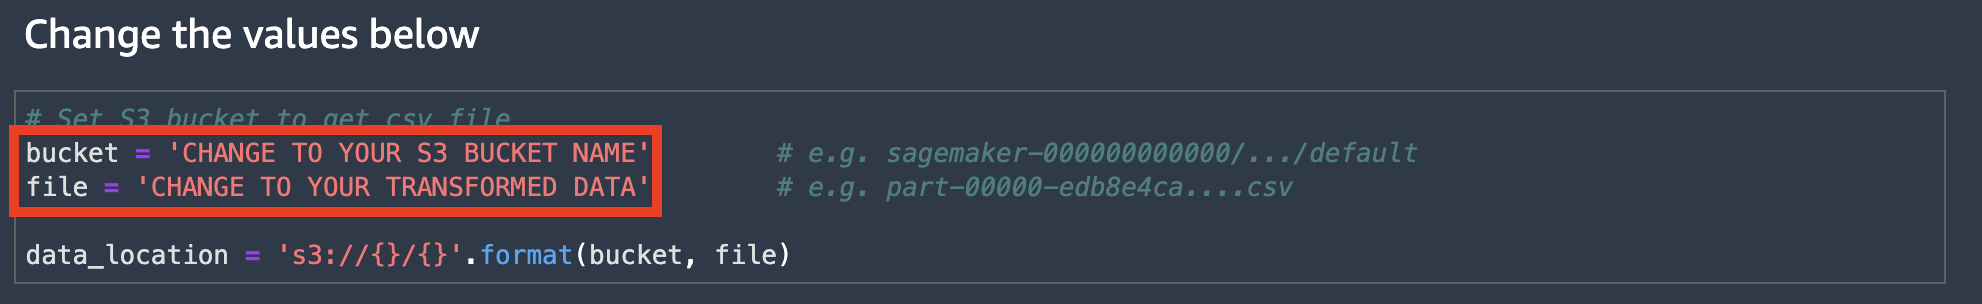 Change the values below
# Set S3 bucket to get csv file
bucket = 'CHANGE TO YOUR S3 BUCKET NAME' # e.g. sagemaker-000000000000/.../default
file = 'CHANGE TO YOUR TRANSFORMED DATA' # e.g. part-00000-edb8e4ca....csv
data_location = 's3://{}/{}'.format(bucket, file)